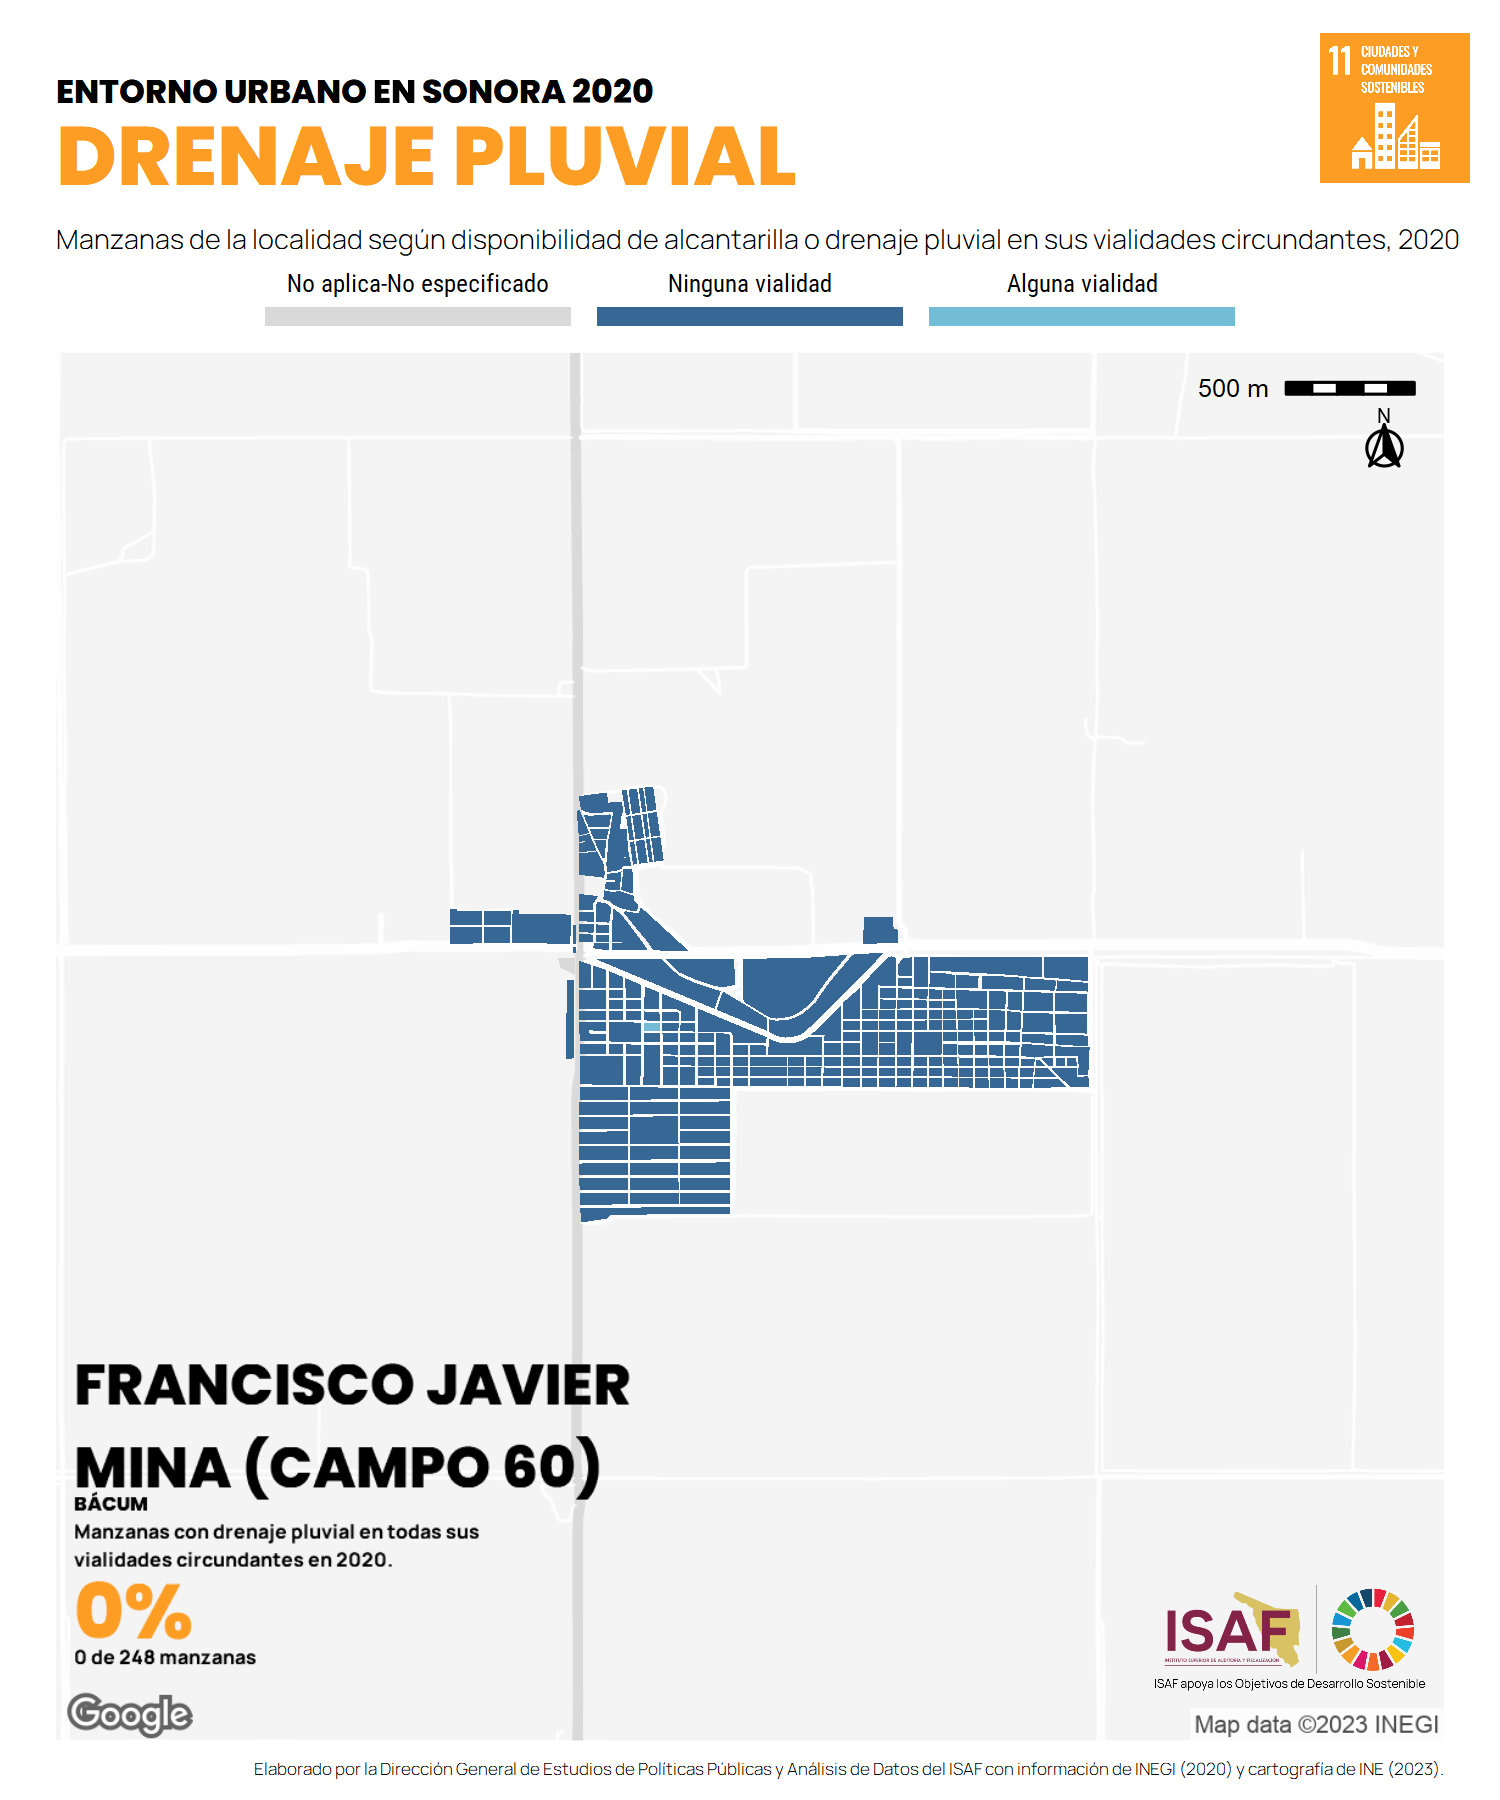 ENTORNO URBANO EN SONORA 2020
DRENAJE PLUVIAL
11 CIUDADES Y
COMUNIDADES
SOSTENIBLES
Manzanas de la localidad según disponibilidad de alcantarilla o drenaje pluvial en sus vialidades circundantes, 2020
No aplica-No especificado
Ninguna vialidad
Alguna vialidad
500 m
N
FRANCISCO JAVIER
MINA (CAMPO 60)
BÁCUM
Manzanas con drenaje pluvial en todas sus
vialidades circundantes en 2020.
0%
0 de 248 manzanas
Google
ISAF
INSTITUTO SUPERIOR DE AUDITORÍA Y FISCALIZACIÓN
ISAF apoya los Objetivos de Desarrollo Sostenible
Map data ©2023 INEGI
Elaborado por la Dirección General de Estudios de Políticas Públicas y Análisis de Datos del ISAF con información de INEGI (2020) y cartografía de INE (2023).